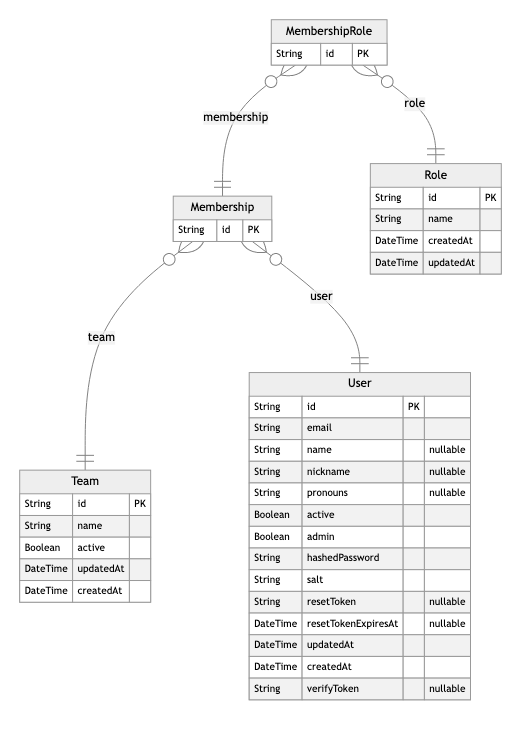 MembershipRole
String id PK
membership
role
Role
String id PK
String name
DateTime createdAt
DateTime updatedAt
Membership
String id PK
team
user
User
String id PK
String email
String name nullable
String nickname nullable
String pronouns nullable
Boolean active
Boolean admin
String hashedPassword
String salt
String resetToken nullable
DateTime resetTokenExpiresAt nullable
DateTime updatedAt
DateTime createdAt
String verifyToken nullable
Team
String id PK
String name
Boolean active
DateTime updatedAt
DateTime createdAt